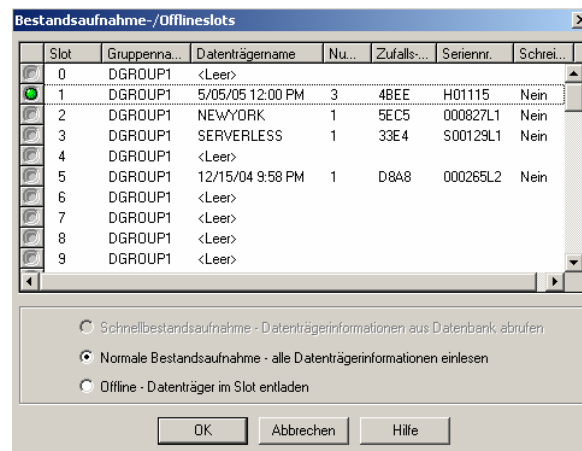 Bestandsaufnahme-/Offlineslots
Slot Gruppenna... Datenträgername Nu... Zufalls-... Seriennr. Schrei...
0 DGROUP1 <Leer>
1 DGROUP1 5/05/05 12:00 PM 3 4BEE H01115 Nein
2 DGROUP1 NEWYORK 1 5EC5 000827L1 Nein
3 DGROUP1 SERVERLESS 1 33E4 S00129L1 Nein
4 DGROUP1 <Leer>
5 DGROUP1 12/15/04 9:58 PM 1 D8A8 000265L2 Nein
6 DGROUP1 <Leer>
7 DGROUP1 <Leer>
8 DGROUP1 <Leer>
9 DGROUP1 <Leer>
Schnellbestandsaufnahme - Datenträgerinformationen aus Datenbank abrufen
Normale Bestandsaufnahme - alle Datenträgerinformationen einlesen
Offline - Datenträger im Slot entladen
OK Abbrechen Hilfe